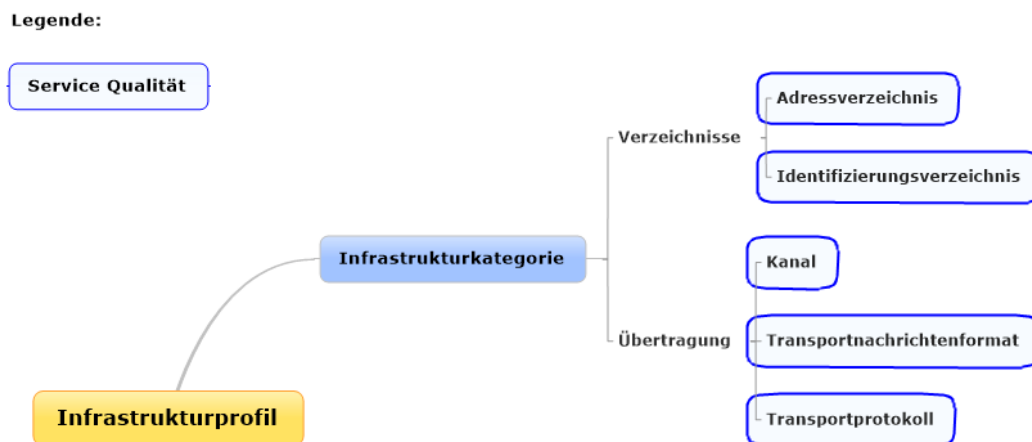 Legende:
Service Qualität
Adressverzeichnis
Verzeichnisse
Identifizierungsverzeichnis
Infrastrukturkategorie
Kanal
Übertragung
Transportnachrichtenformat
Infrastrukturprofil
Transportprotokoll